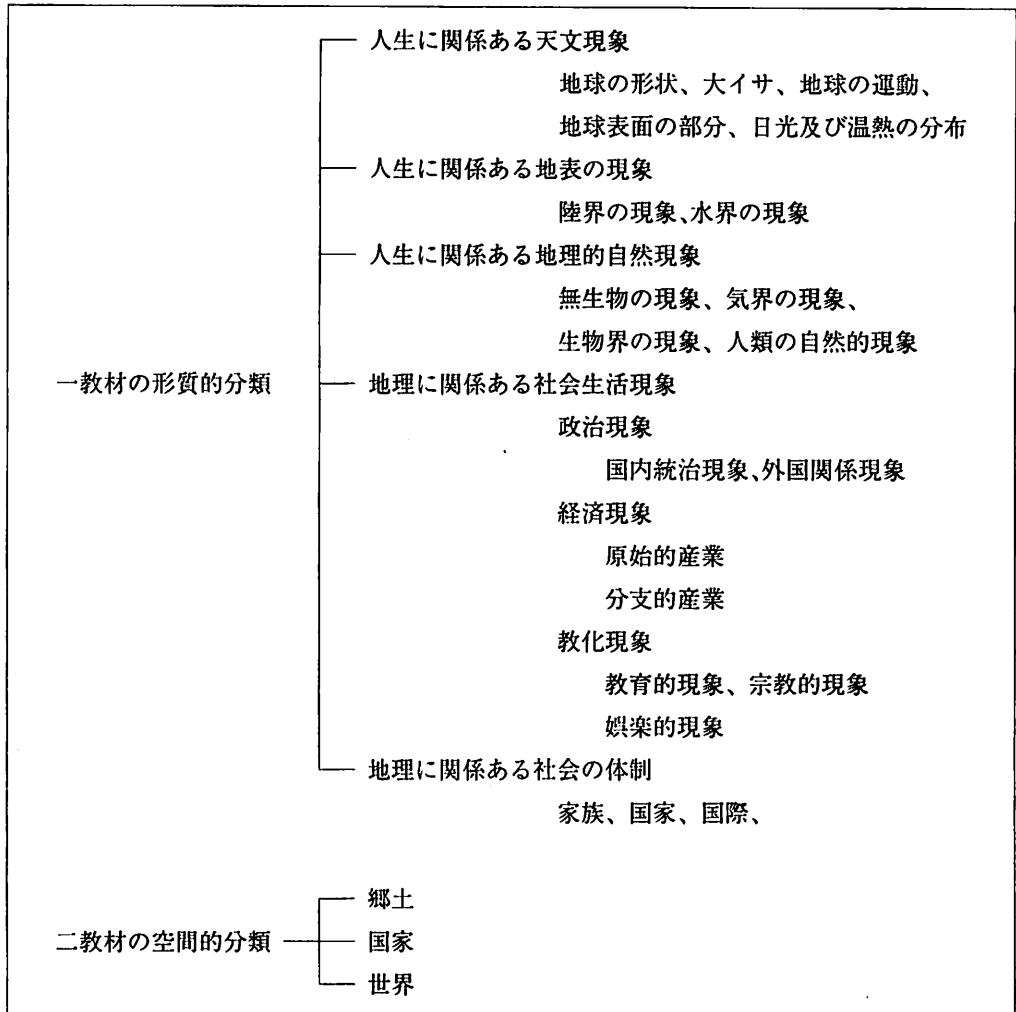 人生に関係ある天文現象
地球の形状、大イサ、地球の運動、
地球表面の部分、日光及び温熱の分布
人生に関係ある地表の現象
陸界の現象、水界の現象
人生に関係ある地理的自然現象
無生物の現象、気界の現象、
生物界の現象、人類の自然的現象
一教材の形質的分類
地理に関係ある社会生活現象
政治現象
国内統治現象、外国関係現象
経済現象
原始的産業
分支的産業
教化現象
教育的現象、宗教的現象
娯楽的現象
地理に関係ある社会の体制
家族、国家、国際、
郷土
二教材の空間的分類
国家
世界